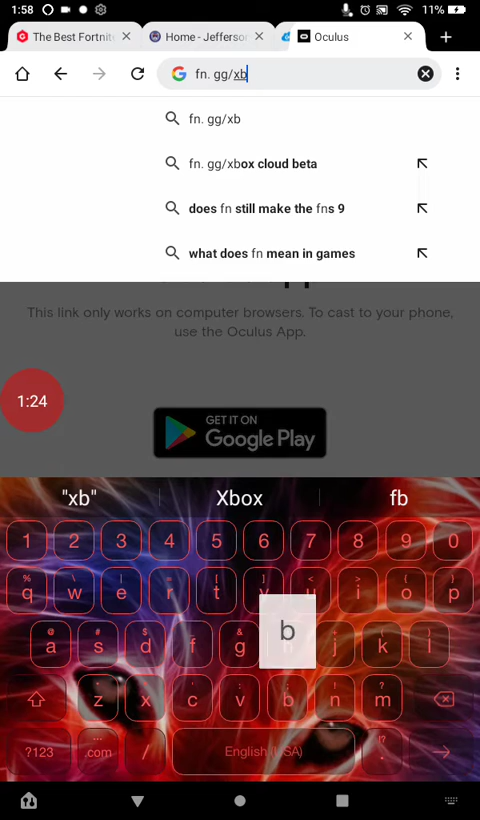 1:58
11%
The Best Fortnite
Home - Jefferson
Oculus
fn. gg/xb
fn. gg/xb
fn. gg/xbox cloud beta
does fn still make the fns 9
what does fn mean in games
This link only works on computer browsers. To cast to your phone,
use the Oculus App.
1:24
GET IT ON
Google Play
"xb" Xbox fb
1 2 3 4 5 6 7 8 9 0
% \ | = [ ] < > { }
q w e r t y u i o p
b
@ # $ & )
a s d f g h j k l
z x c v b n m
?123 .com / English (USA) .